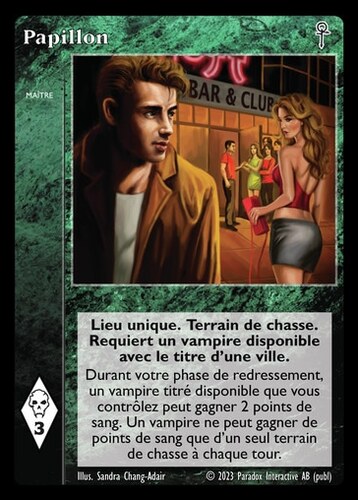 Papillon
MAÎTRE
BAR & CLUB
Lieu unique. Terrain de chasse.
Requiert un vampire disponible
avec le titre d'une ville.
Durant votre phase de redressement,
un vampire titré disponible que vous
contrôlez peut gagner 2 points de
sang. Un vampire ne peut gagner de
points de sang que d'un seul terrain
de chasse à chaque tour.
3
Illus. Sandra Chang-Adair
© 2023 Paradox Interactive AB (publ)